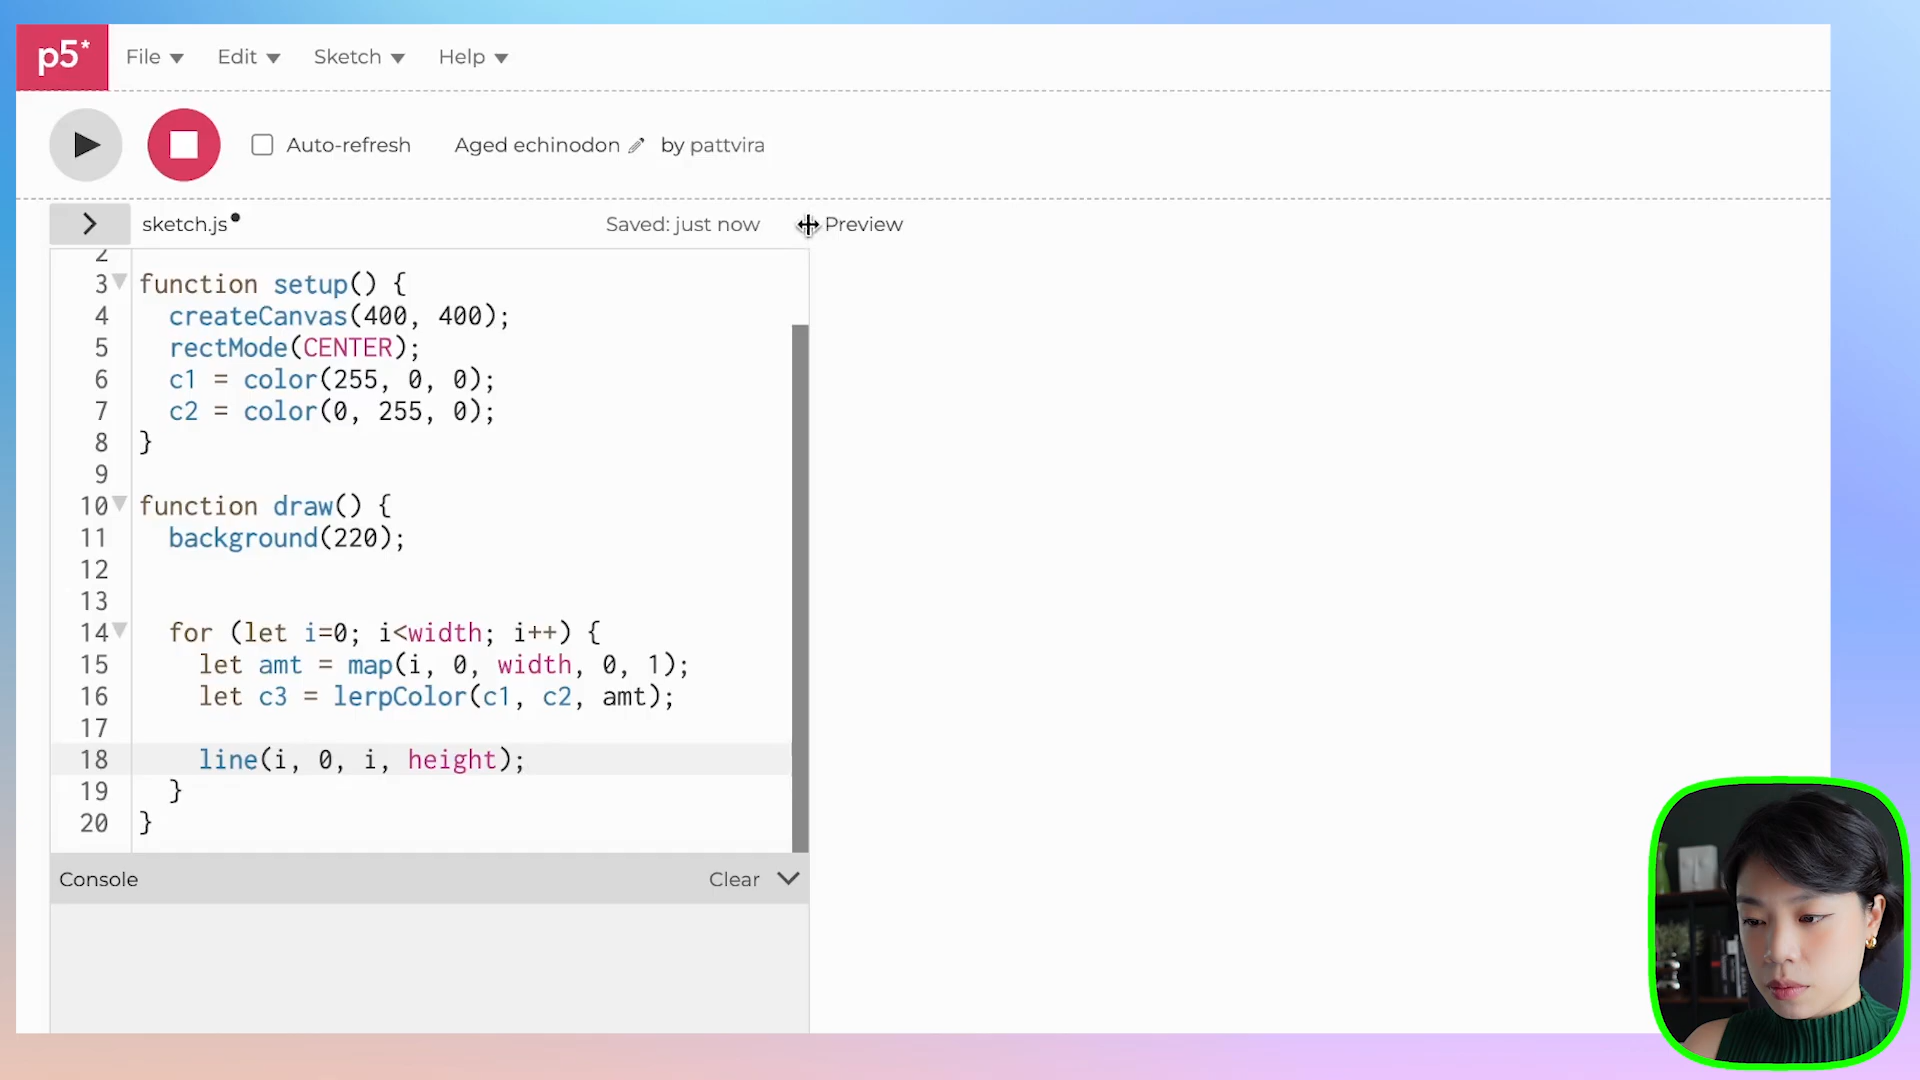 p5* File Edit Sketch Help
Auto-refresh Aged echinodon by pattvira
sketch.js Saved: just now Preview
2
3 function setup() {
4 createCanvas(400, 400);
5 rectMode(CENTER);
6 c1 = color(255, 0, 0);
7 c2 = color(0, 255, 0);
8 }
9
10 function draw() {
11 background(220);
12
13
14 for (let i=0; i<width; i++) {
15 let amt = map(i, 0, width, 0, 1);
16 let c3 = lerpColor(c1, c2, amt);
17
18 line(i, 0, i, height);
19 }
20 }
Console Clear